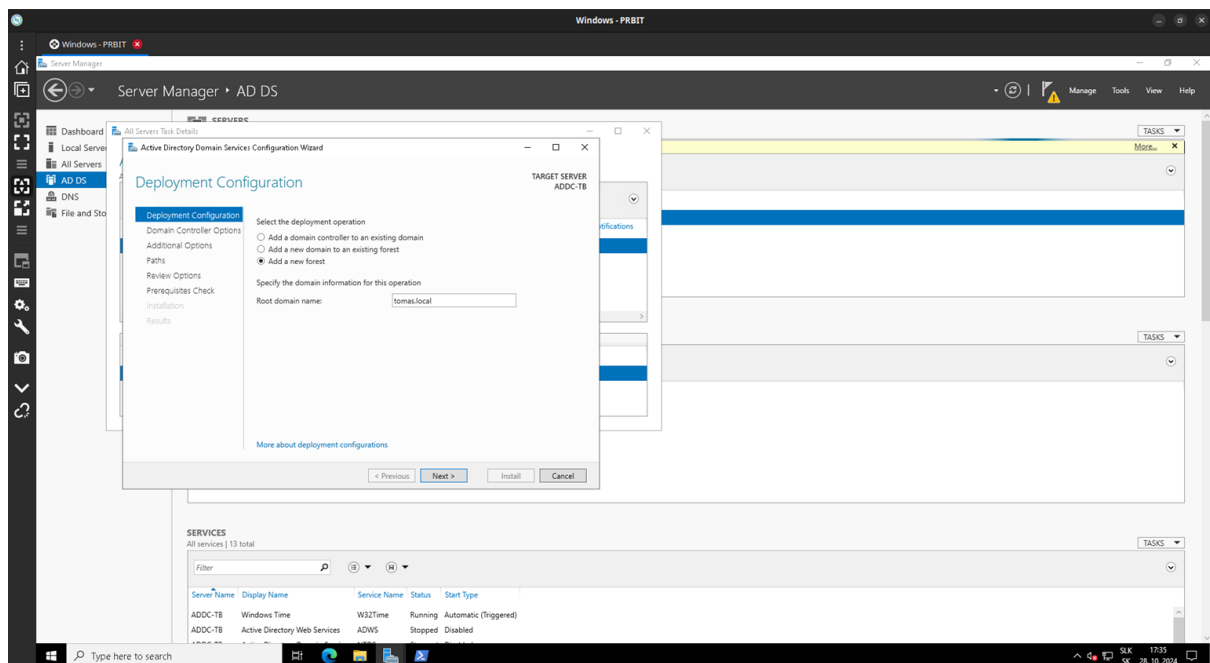 Windows - PRBIT
Windows - PRBIT
Server Manager
Server Manager • AD DS
Manage Tools View Help
Dashboard
Local Serve
All Servers
AD DS
DNS
File and Sto
SERVERS
TASKS
More...
All Servers Task Details
Active Directory Domain Services Configuration Wizard
Deployment Configuration
TARGET SERVER
ADDC-TB
Deployment Configuration
Domain Controller Options
Additional Options
Paths
Review Options
Prerequisites Check
Installation
Results
Select the deployment operation
Add a domain controller to an existing domain
Add a new domain to an existing forest
Add a new forest
Specify the domain information for this operation
Root domain name: tomas.local
More about deployment configurations
< Previous Next > Install Cancel
tifications
TASKS
SERVICES
All services | 13 total
TASKS
Filter
Server Name Display Name Service Name Status Start Type
ADDC-TB Windows Time W32Time Running Automatic (Triggered)
ADDC-TB Active Directory Web Services ADWS Stopped Disabled
Type here to search
SLK 17:35
SK 28. 10. 2024